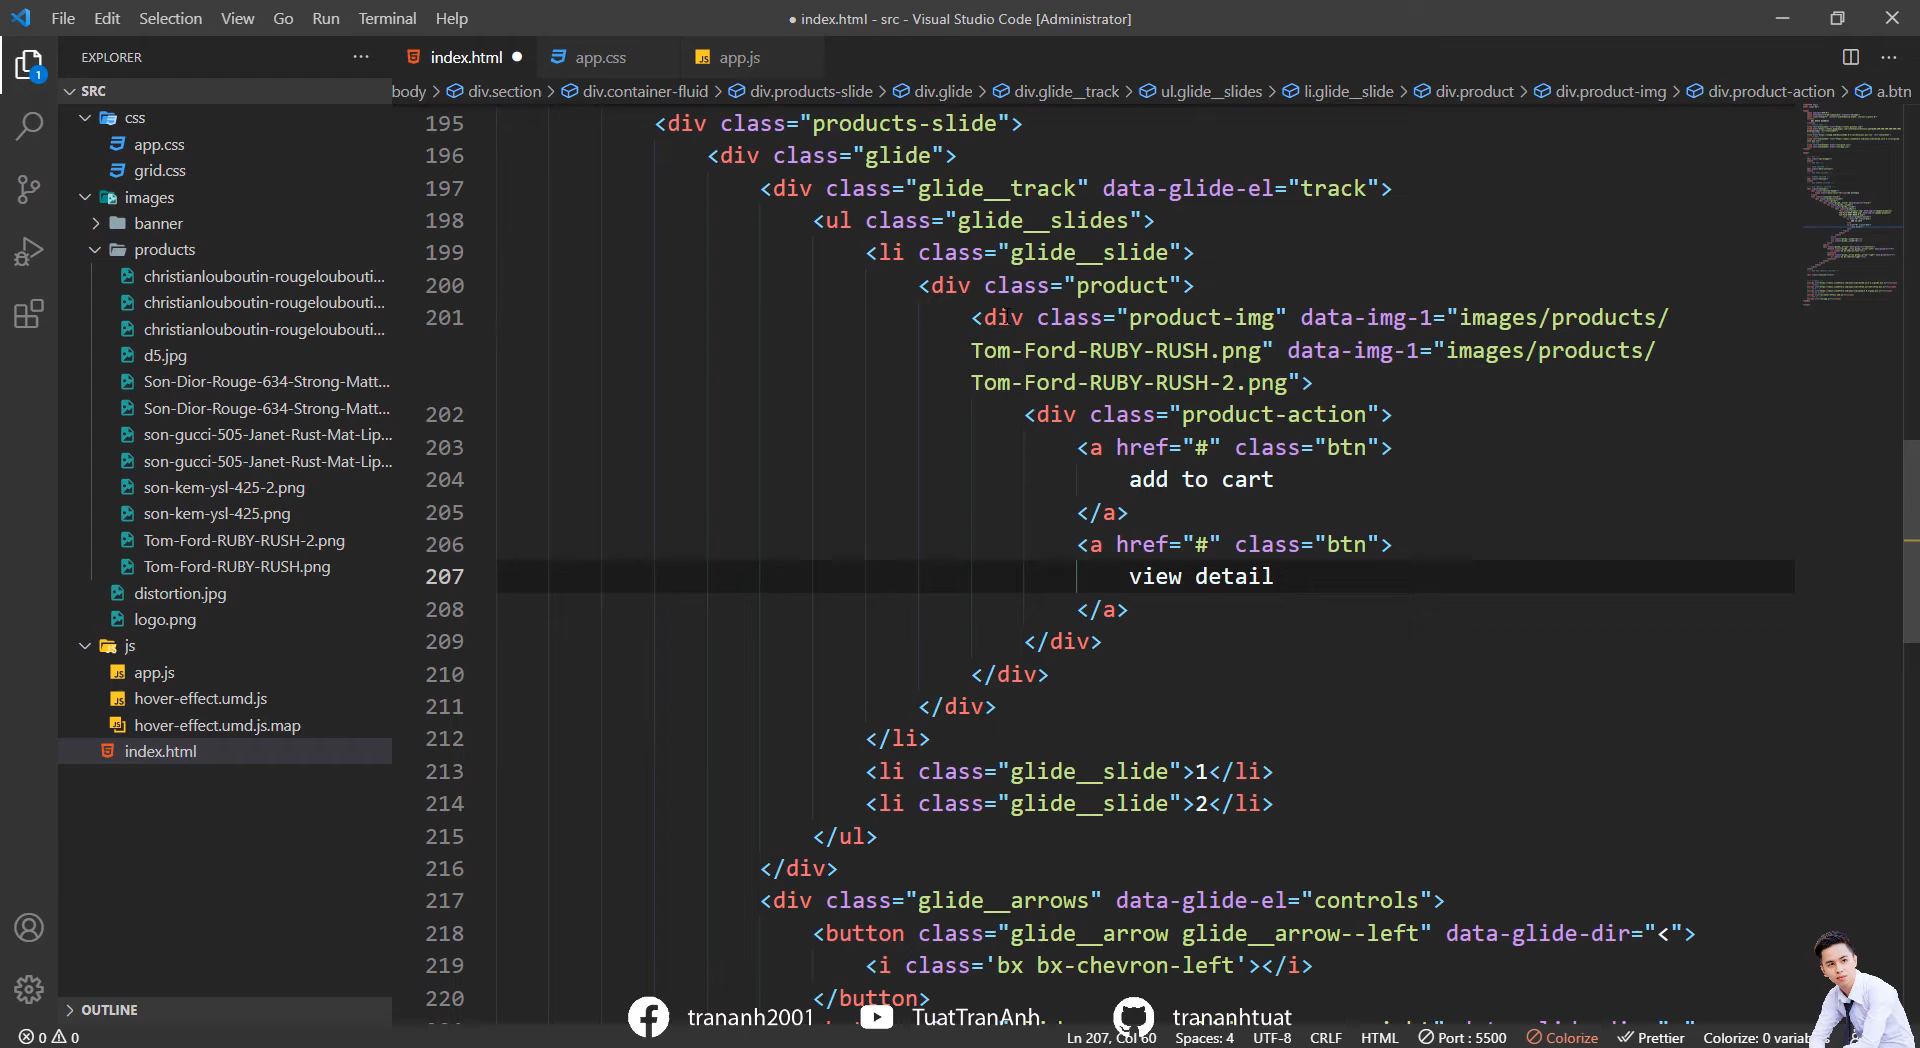 File Edit Selection View Go Run Terminal Help
● index.html - src - Visual Studio Code [Administrator]
EXPLORER
index.html
app.css
app.js
SRC
body > div.section > div.container-fluid > div.products-slide > div.glide > div.glide__track > ul.glide__slides > li.glide__slide > div.product > div.product-img > div.product-action > a.btn
1
css
app.css
grid.css
images
banner
products
christianlouboutin-rougeloubouti...
christianlouboutin-rougeloubouti...
christianlouboutin-rougeloubouti...
d5.jpg
Son-Dior-Rouge-634-Strong-Matt...
Son-Dior-Rouge-634-Strong-Matt...
son-gucci-505-Janet-Rust-Mat-Lip...
son-gucci-505-Janet-Rust-Mat-Lip...
son-kem-ysl-425-2.png
son-kem-ysl-425.png
Tom-Ford-RUBY-RUSH-2.png
Tom-Ford-RUBY-RUSH.png
distortion.jpg
logo.png
js
app.js
hover-effect.umd.js
hover-effect.umd.js.map
index.html
OUTLINE
195 <div class="products-slide">
196 <div class="glide">
197 <div class="glide__track" data-glide-el="track">
198 <ul class="glide__slides">
199 <li class="glide__slide">
200 <div class="product">
201 <div class="product-img" data-img-1="images/products/
Tom-Ford-RUBY-RUSH.png" data-img-1="images/products/
Tom-Ford-RUBY-RUSH-2.png">
202 <div class="product-action">
203 <a href="#" class="btn">
204 add to cart
205 </a>
206 <a href="#" class="btn">
207 view detail
208 </a>
209 </div>
210 </div>
211 </div>
212 </li>
213 <li class="glide__slide">1</li>
214 <li class="glide__slide">2</li>
215 </ul>
216 </div>
217 <div class="glide__arrows" data-glide-el="controls">
218 <button class="glide__arrow glide__arrow--left" data-glide-dir="<">
219 <i class='bx bx-chevron-left'></i>
220 </button>
trananh2001
TuatTranAnh
trananhtuat
0 0
Ln 207, Col 60 Spaces: 4 UTF-8 CRLF HTML Port : 5500 Colorize Prettier Colorize: 0 variab